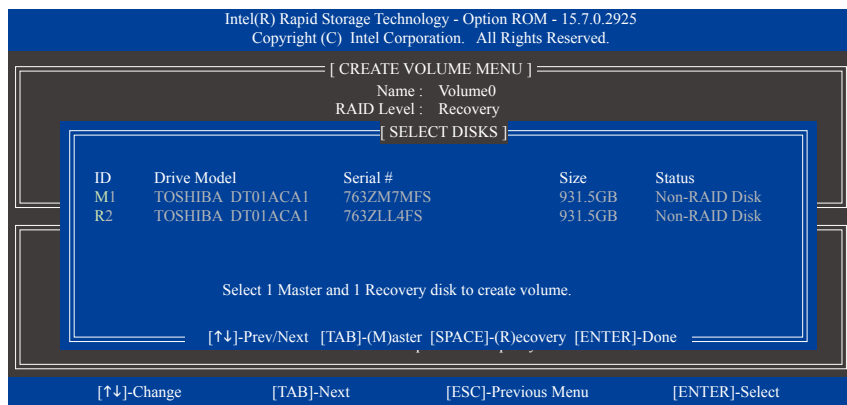 Intel(R) Rapid Storage Technology - Option ROM - 15.7.0.2925
Copyright (C) Intel Corporation. All Rights Reserved.
[ CREATE VOLUME MENU ]
Name : Volume0
RAID Level : Recovery
[ SELECT DISKS ]
ID Drive Model Serial # Size Status
M1 TOSHIBA DT01ACA1 763ZM7MFS 931.5GB Non-RAID Disk
R2 TOSHIBA DT01ACA1 763ZLL4FS 931.5GB Non-RAID Disk
Select 1 Master and 1 Recovery disk to create volume.
[↑↓]-Prev/Next [TAB]-(M)aster [SPACE]-(R)ecovery [ENTER]-Done
[↑↓]-Change [TAB]-Next [ESC]-Previous Menu [ENTER]-Select